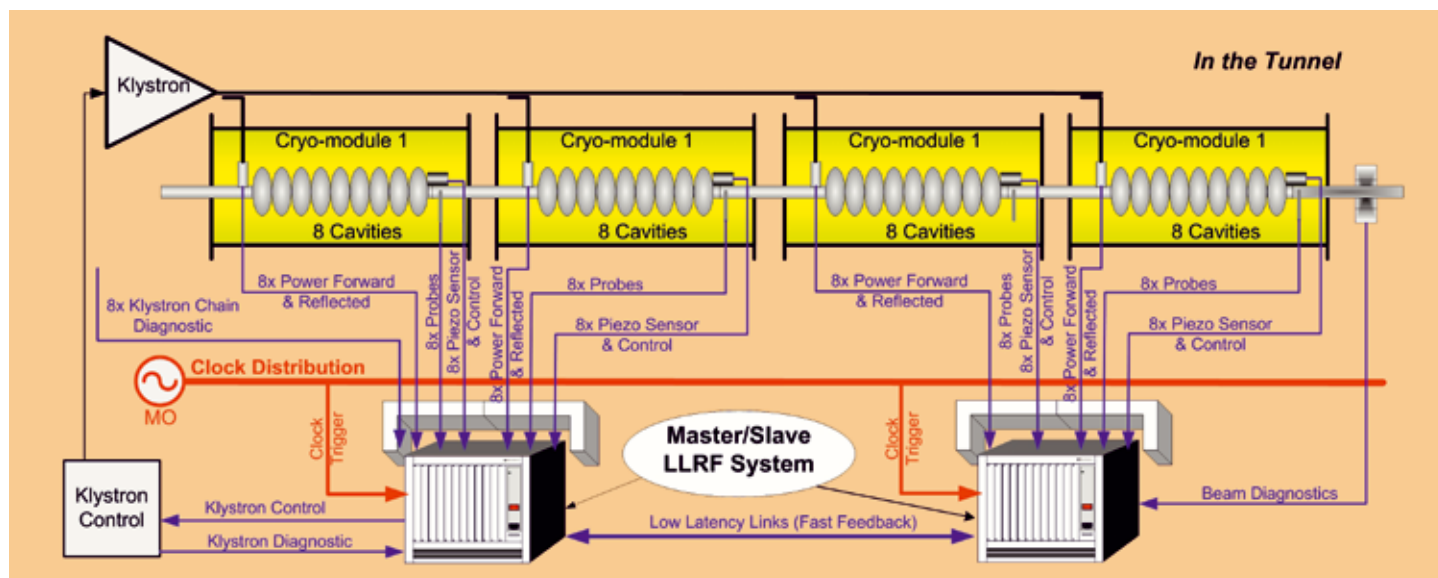 In the Tunnel
Klystron
Cryo-module 1
Cryo-module 1
Cryo-module 1
Cryo-module 1
8 Cavities
8 Cavities
8 Cavities
8 Cavities
8x Klystron Chain
Diagnostic
8x Power Forward
& Reflected
8x Probes
8x Piezo Sensor
& Control
8x Power Forward
& Reflected
8x Probes
8x Piezo Sensor
& Control
8x Power Forward
& Reflected
8x Probes
8x Piezo Sensor
& Control
8x Power Forward
& Reflected
8x Probes
8x Piezo Sensor
& Control
Clock Distribution
MO
Clock
Trigger
Master/Slave
LLRF System
Clock
Trigger
Klystron
Control
Klystron Control
Klystron Diagnostic
Low Latency Links (Fast Feedback)
Beam Diagnostics